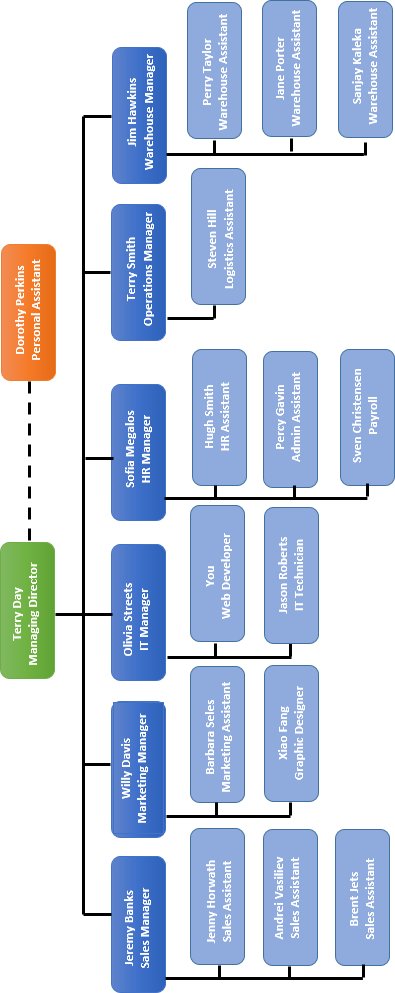 Terry Day
Managing Director
Dorothy Perkins
Personal Assistant
Jeremy Banks
Sales Manager
Willy Davis
Marketing Manager
Olivia Streets
IT Manager
Sofia Megalos
HR Manager
Terry Smith
Operations Manager
Jim Hawkins
Warehouse Manager
Jenny Horwath
Sales Assistant
Barbara Seles
Marketing Assistant
You
Web Developer
Hugh Smith
HR Assistant
Steven Hill
Logistics Assistant
Perry Taylor
Warehouse Assistant
Andrei Vasiliev
Sales Assistant
Xiao Fang
Graphic Designer
Jason Roberts
IT Technician
Percy Gavin
Admin Assistant
Jane Porter
Warehouse Assistant
Brent Jets
Sales Assistant
Sven Christensen
Payroll
Sanjay Kaleka
Warehouse Assistant